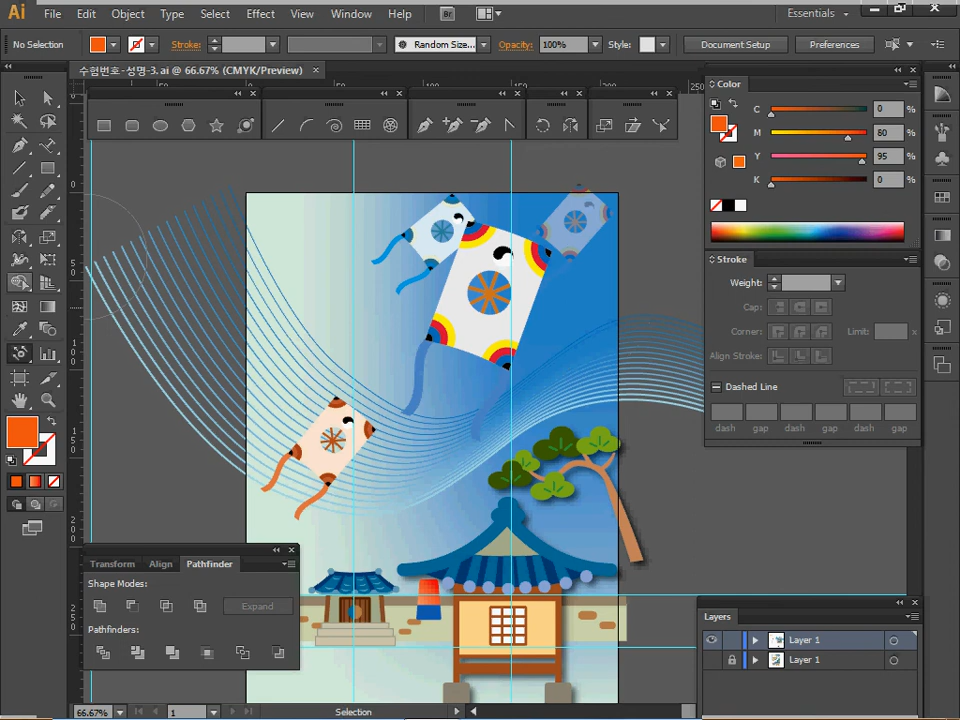 Ai File Edit Object Type Select Effect View Window Help Br Essentials
No Selection Stroke: Random Size... Opacity: 100% Style: Document Setup Preferences
수험번호-성명-3.ai @ 66.67% (CMYK/Preview) ×
Color
C 0 %
M 80 %
Y 95 %
K 0 %
Stroke
Weight:
Cap:
Corner: Limit: x
Align Stroke:
Dashed Line
dash gap dash gap dash gap
Transform Align Pathfinder
Shape Modes:
Expand
Pathfinders:
Layers
Layer 1
Layer 1
66.67% 1 Selection